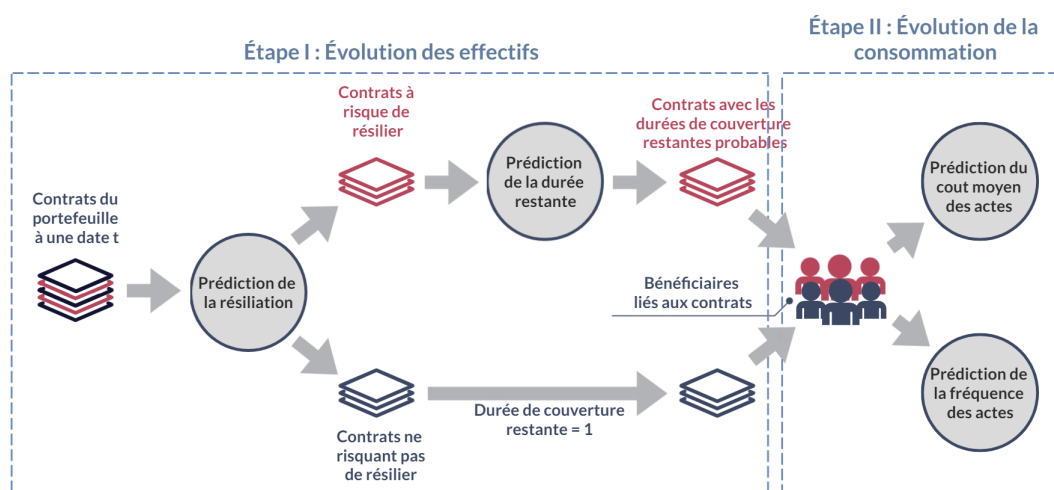 Étape I : Évolution des effectifs
Étape II : Évolution de la
consommation
Contrats du
portefeuille
à une date t
Prédiction de
la résiliation
Contrats à
risque de
résilier
Prédiction
de la durée
restante
Contrats avec les
durées de couverture
restantes probables
Contrats ne
risquant pas
de résilier
Durée de couverture
restante = 1
Bénéficiaires
liés aux contrats
Prédiction du
cout moyen
des actes
Prédiction de
la fréquence
des actes